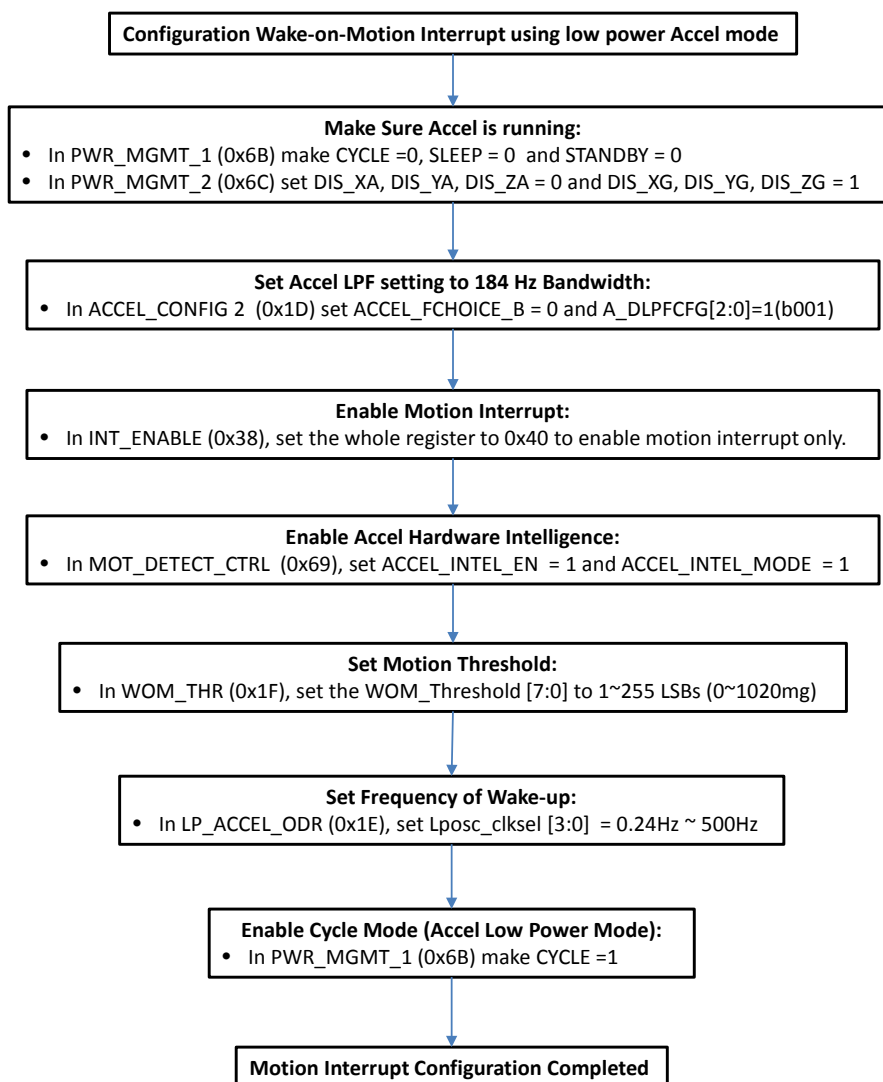 Configuration Wake-on-Motion Interrupt using low power Accel mode
Make Sure Accel is running:
• In PWR_MGMT_1 (0x6B) make CYCLE =0, SLEEP = 0  and STANDBY = 0
• In PWR_MGMT_2 (0x6C) set DIS_XA, DIS_YA, DIS_ZA = 0 and DIS_XG, DIS_YG, DIS_ZG = 1
Set Accel LPF setting to 184 Hz Bandwidth:
• In ACCEL_CONFIG 2  (0x1D) set ACCEL_FCHOICE_B = 0 and A_DLPFCFG[2:0]=1(b001)
Enable Motion Interrupt:
• In INT_ENABLE (0x38), set the whole register to 0x40 to enable motion interrupt only.
Enable Accel Hardware Intelligence:
• In MOT_DETECT_CTRL  (0x69), set ACCEL_INTEL_EN  = 1 and ACCEL_INTEL_MODE  = 1
Set Motion Threshold:
• In WOM_THR (0x1F), set the WOM_Threshold [7:0] to 1~255 LSBs (0~1020mg)
Set Frequency of Wake-up:
• In LP_ACCEL_ODR (0x1E), set Lposc_clksel [3:0]  = 0.24Hz ~ 500Hz
Enable Cycle Mode (Accel Low Power Mode):
• In PWR_MGMT_1 (0x6B) make CYCLE =1
Motion Interrupt Configuration Completed